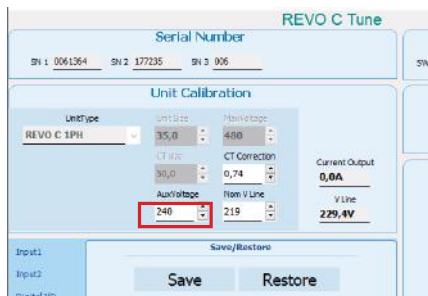 REVO C Tune
Serial Number
SN 1 0061364 SN 2 177235 SN 3 006
SW
Unit Calibration
UnitType Unit Size MainVoltage
REVO C 1PH 35,0 480
CT size CT Correction
50,0 0,74
Current Output
0,0A
AuxVoltage Nom V Line
V Line
240 219 229,4V
Save/Restore
Input1
Input2
Save Restore